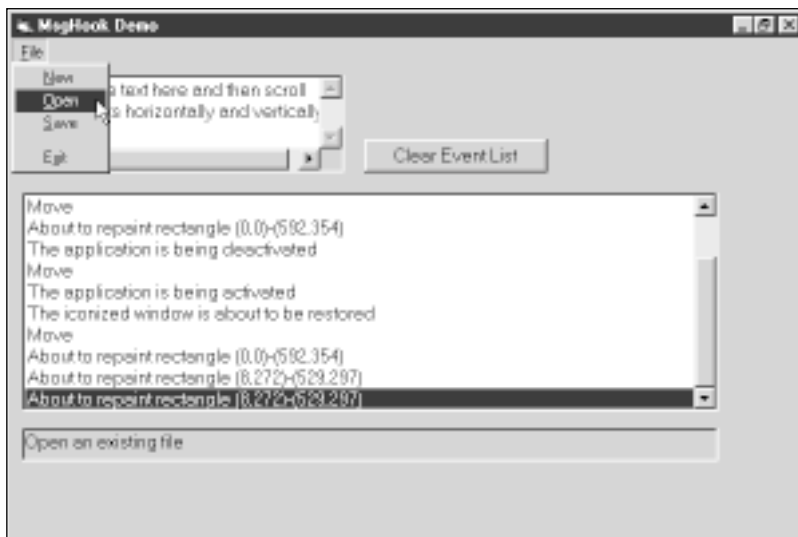 MsgHook Demo
File
New
Open
Save
Exit
e text here and then scroll
s horizontally and vertically
Clear Event List
Move
About to repaint rectangle (0,0)-(592,354)
The application is being deactivated
Move
The application is being activated
The iconized window is about to be restored
Move
About to repaint rectangle (0,0)-(592,354)
About to repaint rectangle (8,272)-(529,297)
About to repaint rectangle (8,272)-(529,297)
Open an existing file